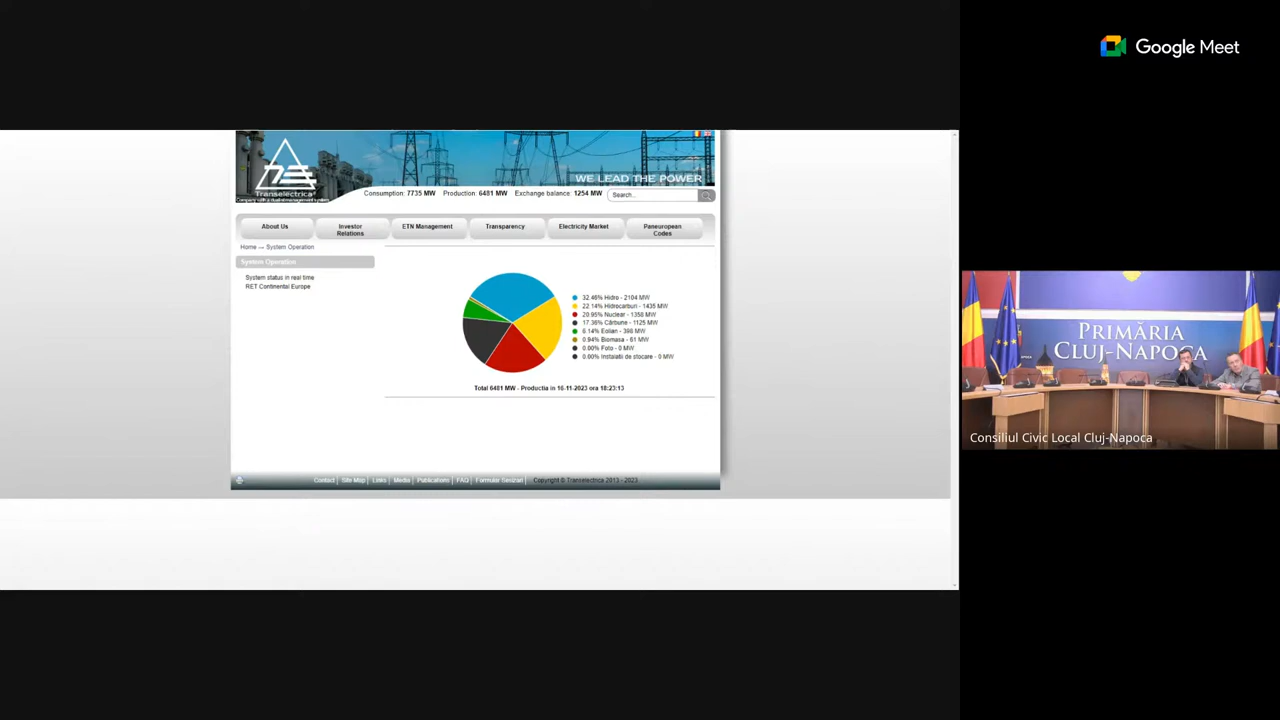 Google Meet
WE LEAD THE POWER
Transelectrica
Company with a dualist management system
Consumption: 7735 MW Production: 6481 MW Exchange balance: 1254 MW
Search...
About Us
Investor
Relations
ETN Management
Transparency
Electricity Market
Paneuropean
Codes
Home → System Operation
System Operation
System status in real time
RET Continental Europe
32.46% Hidro - 2104 MW
22.14% Hidrocarburi - 1435 MW
20.95% Nuclear - 1358 MW
17.36% Cărbune - 1125 MW
6.14% Eolian - 398 MW
0.94% Biomasa - 61 MW
0.00% Foto - 0 MW
0.00% Instalatii de stocare - 0 MW
Total 6481 MW - Productia in 16-11-2023 ora 18:23:13
Contact Site Map Links Media Publications FAQ Formular Sesizari Copyright © Transelectrica 2013 - 2023
PRIMĂRIA
CLUJ-NAPOCA
Consiliul Civic Local Cluj-Napoca